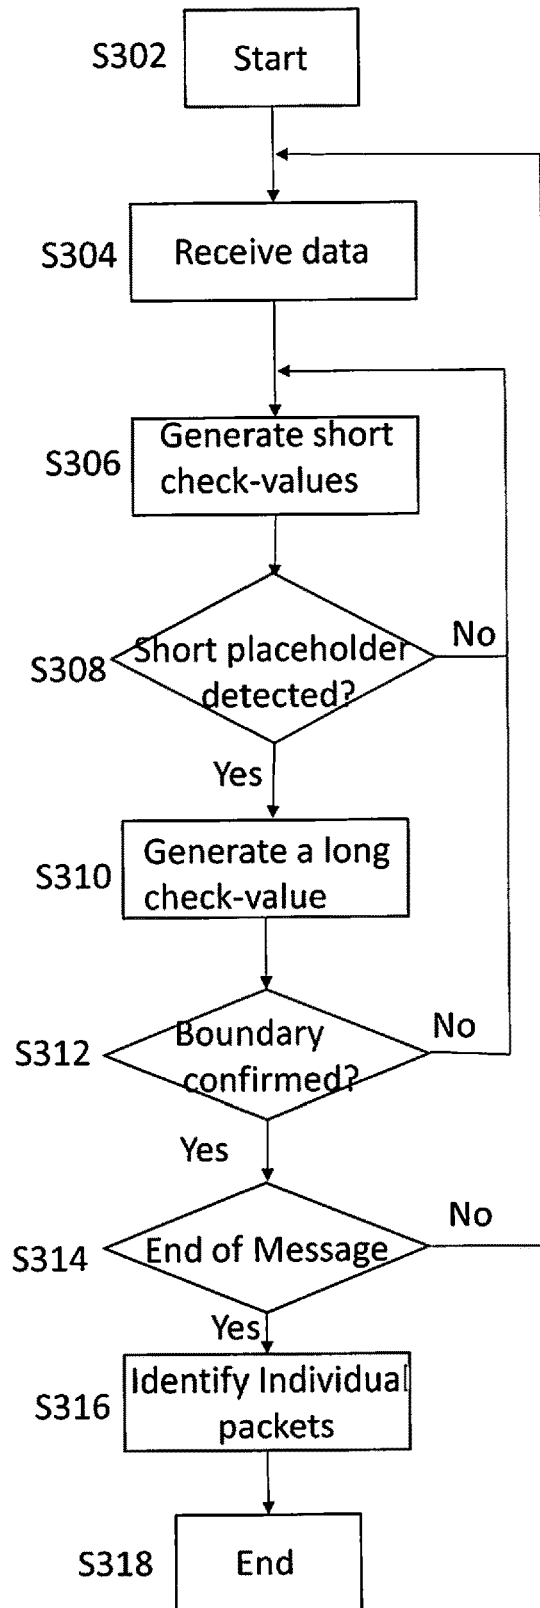 S302
Start
S304
Receive data
S306
Generate short
check-values
S308
Short placeholder
detected?
No
Yes
S310
Generate a long
check-value
S312
Boundary
confirmed?
No
Yes
S314
End of Message
No
Yes
S316
Identify Individual
packets
S318
End